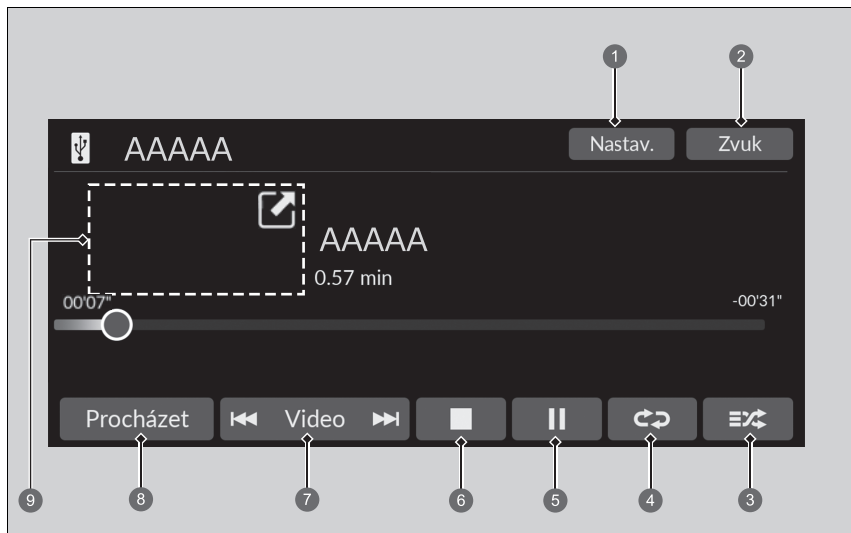 1 2
AAAAA Nastav. Zvuk
AAAAA
9
0.57 min
00'07" -00'31"
Procházet Video
9 8 7 6 5 4 3